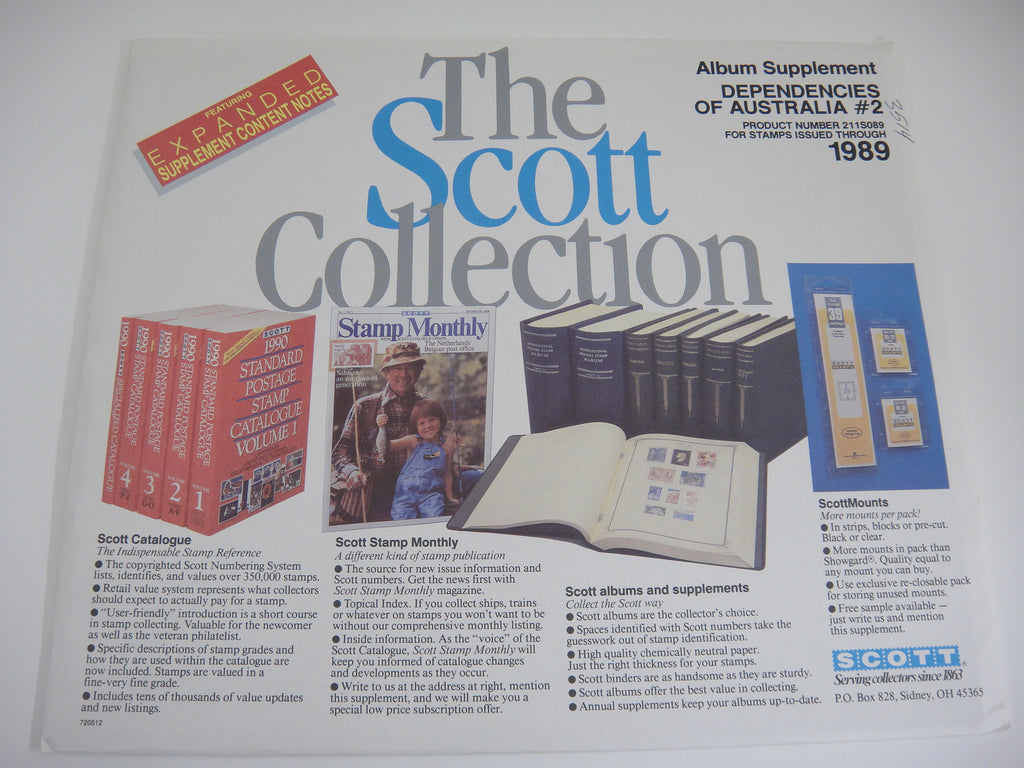 FEATURING
EXPANDED
SUPPLEMENT CONTENT NOTES
The
Scott
Collection
Album Supplement
DEPENDENCIES
OF AUSTRALIA #2
PRODUCT NUMBER 211S089
FOR STAMPS ISSUED THROUGH
1989
SCOTT
1990
STANDARD
POSTAGE
STAMP
CATALOGUE
VOLUME 1
SCOTT
Stamp Monthly
The Netherlands'
Belgian post office
Salute to
an overlooked
generation
39
Scott Catalogue
The Indispensable Stamp Reference
● The copyrighted Scott Numbering System
lists, identifies, and values over 350,000 stamps.
● Retail value system represents what collectors
should expect to actually pay for a stamp.
● “User-friendly” introduction is a short course
in stamp collecting. Valuable for the newcomer
as well as the veteran philatelist.
● Specific descriptions of stamp grades and
how they are used within the catalogue are
now included. Stamps are valued in a
fine-very fine grade.
● Includes tens of thousands of value updates
and new listings.
720512
Scott Stamp Monthly
A different kind of stamp publication
● The source for new issue information and
Scott numbers. Get the news first with
Scott Stamp Monthly magazine.
● Topical Index. If you collect ships, trains
or whatever on stamps you won't want to be
without our comprehensive monthly listing.
● Inside information. As the “voice” of the
Scott Catalogue, Scott Stamp Monthly will
keep you informed of catalogue changes
and developments as they occur.
● Write to us at the address at right, mention
this supplement, and we will make you a
special low price subscription offer.
Scott albums and supplements
Collect the Scott way
● Scott albums are the collector's choice.
● Spaces identified with Scott numbers take the
guesswork out of stamp identification.
● High quality chemically neutral paper.
Just the right thickness for your stamps.
● Scott binders are as handsome as they are sturdy.
● Scott albums offer the best value in collecting.
● Annual supplements keep your albums up-to-date.
ScottMounts
More mounts per pack!
● In strips, blocks or pre-cut.
Black or clear.
● More mounts in pack than
Showgard®. Quality equal to
any mount you can buy.
● Use exclusive re-closable pack
for storing unused mounts.
● Free sample available —
just write us and mention
this supplement.
SCOTT®
Serving collectors since 1863
P.O. Box 828, Sidney, OH 45365